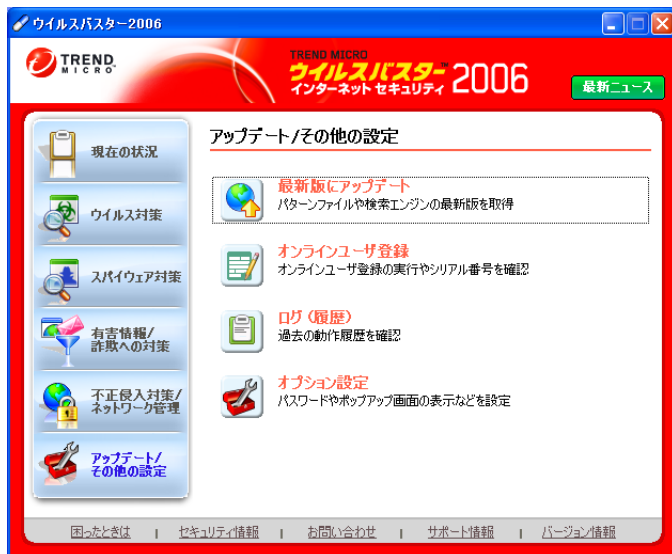 ウイルスバスター2006
TREND
MICRO
TREND MICRO
ウイルスバスター™ 2006
インターネット セキュリティ
最新ニュース
現在の状況
ウイルス対策
スパイウェア対策
有害情報/
詐欺への対策
不正侵入対策/
ネットワーク管理
アップデート/
その他の設定
アップデート/その他の設定
最新版にアップデート
パターンファイルや検索エンジンの最新版を取得
オンラインユーザ登録
オンラインユーザ登録の実行やシリアル番号を確認
ログ（履歴）
過去の動作履歴を確認
オプション設定
パスワードやポップアップ画面の表示などを設定
困ったときは | セキュリティ情報 | お問い合わせ | サポート情報 | バージョン情報